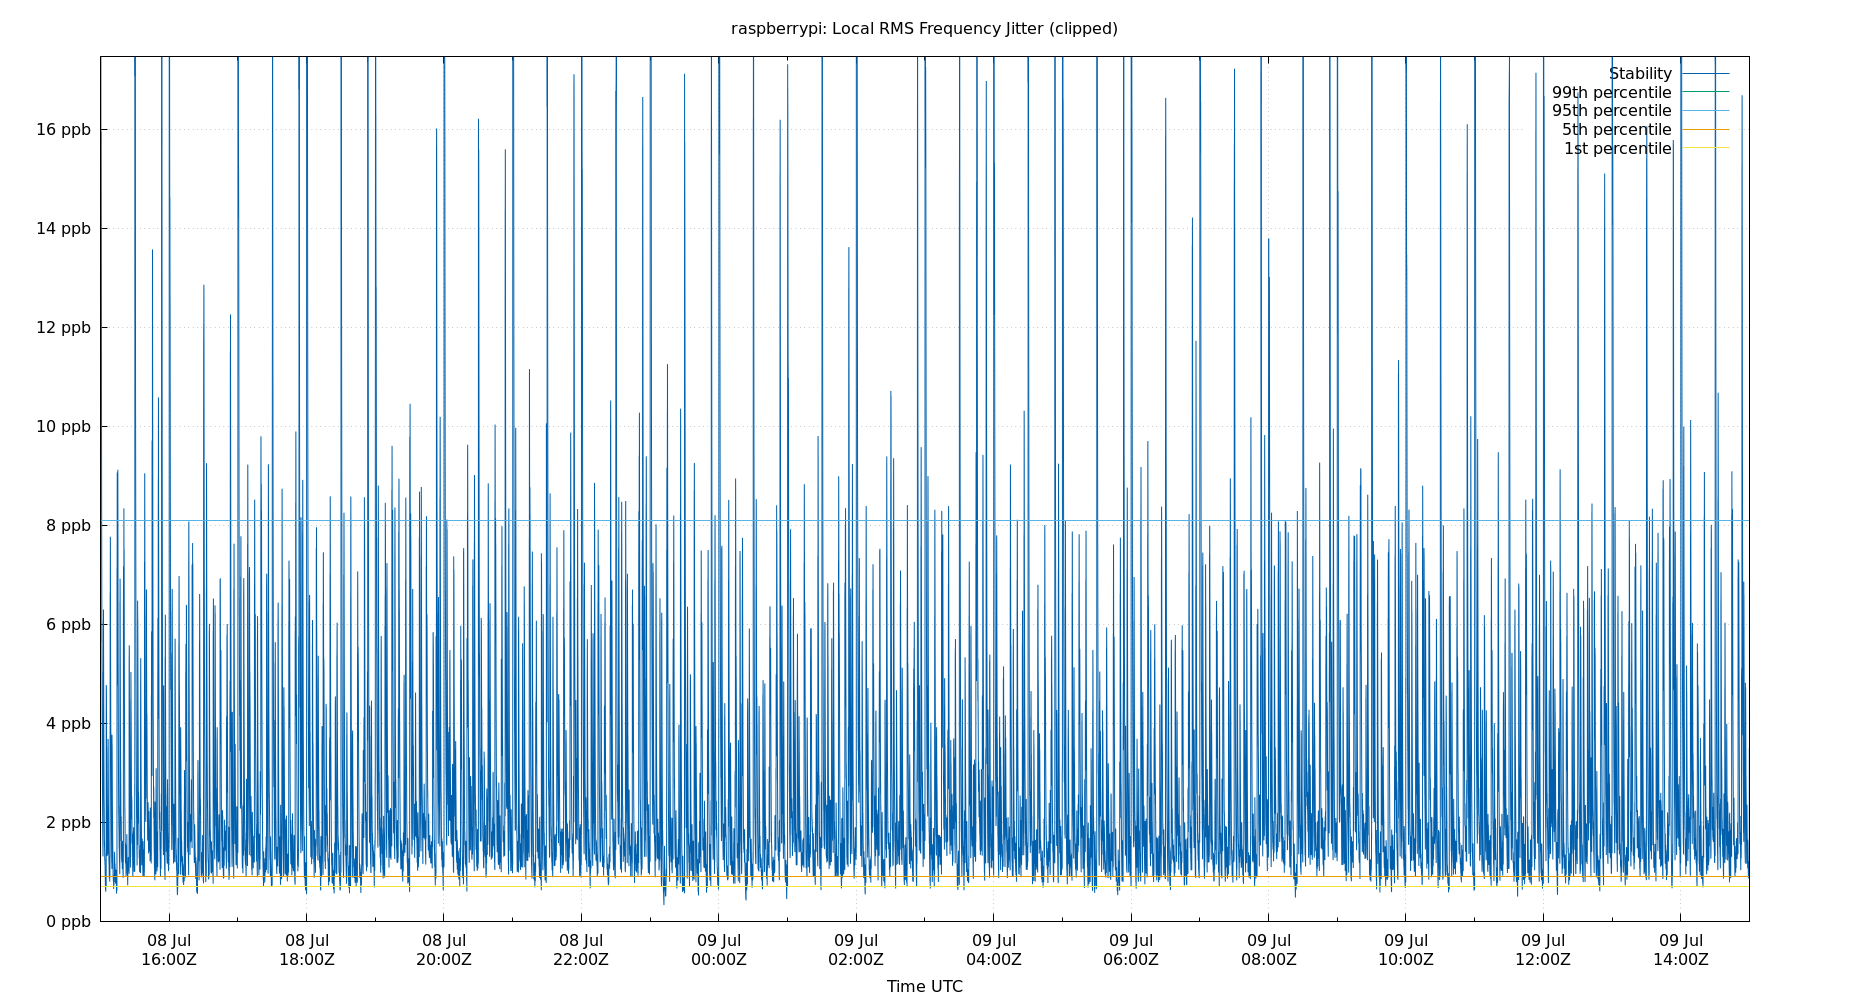 raspberrypi: Local RMS Frequency Jitter (clipped)
Stability
99th percentile
95th percentile
5th percentile
1st percentile
16 ppb
14 ppb
12 ppb
10 ppb
8 ppb
6 ppb
4 ppb
2 ppb
0 ppb
08 Jul 08 Jul 08 Jul 08 Jul 09 Jul 09 Jul 09 Jul 09 Jul 09 Jul 09 Jul 09 Jul 09 Jul
16:00Z 18:00Z 20:00Z 22:00Z 00:00Z 02:00Z 04:00Z 06:00Z 08:00Z 10:00Z 12:00Z 14:00Z
Time UTC